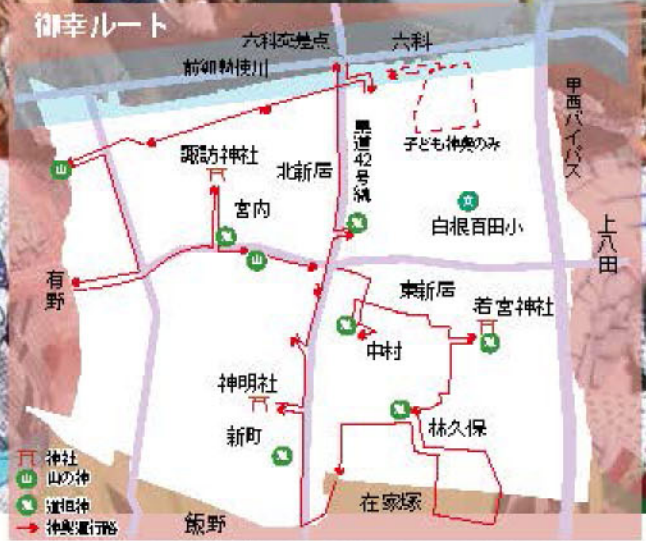 御幸ルート
六科交差点
六科
前御勅使川
甲西バイパス
子ども神輿のみ
県道42号線
諏訪神社
北新居
宮内
白根百田小
上八田
有野
東新居
若宮神社
中村
神明社
新町
林久保
在家塚
飯野
神社
山
山の神
道祖神
神輿運行路